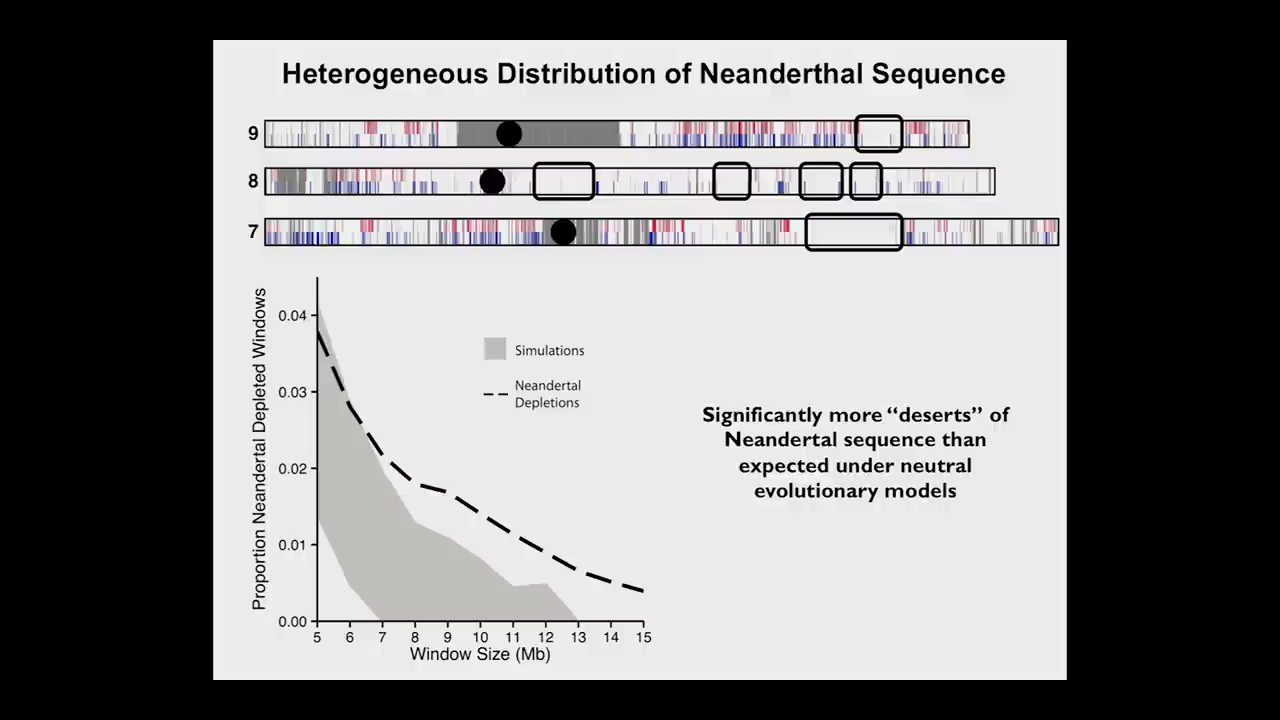 Heterogeneous Distribution of Neanderthal Sequence
9
8
7
Proportion Neandertal Depleted Windows
0.04
0.03
0.02
0.01
0.00
5 6 7 8 9 10 11 12 13 14 15
Window Size (Mb)
Simulations
Neandertal
Depletions
Significantly more “deserts” of
Neandertal sequence than
expected under neutral
evolutionary models